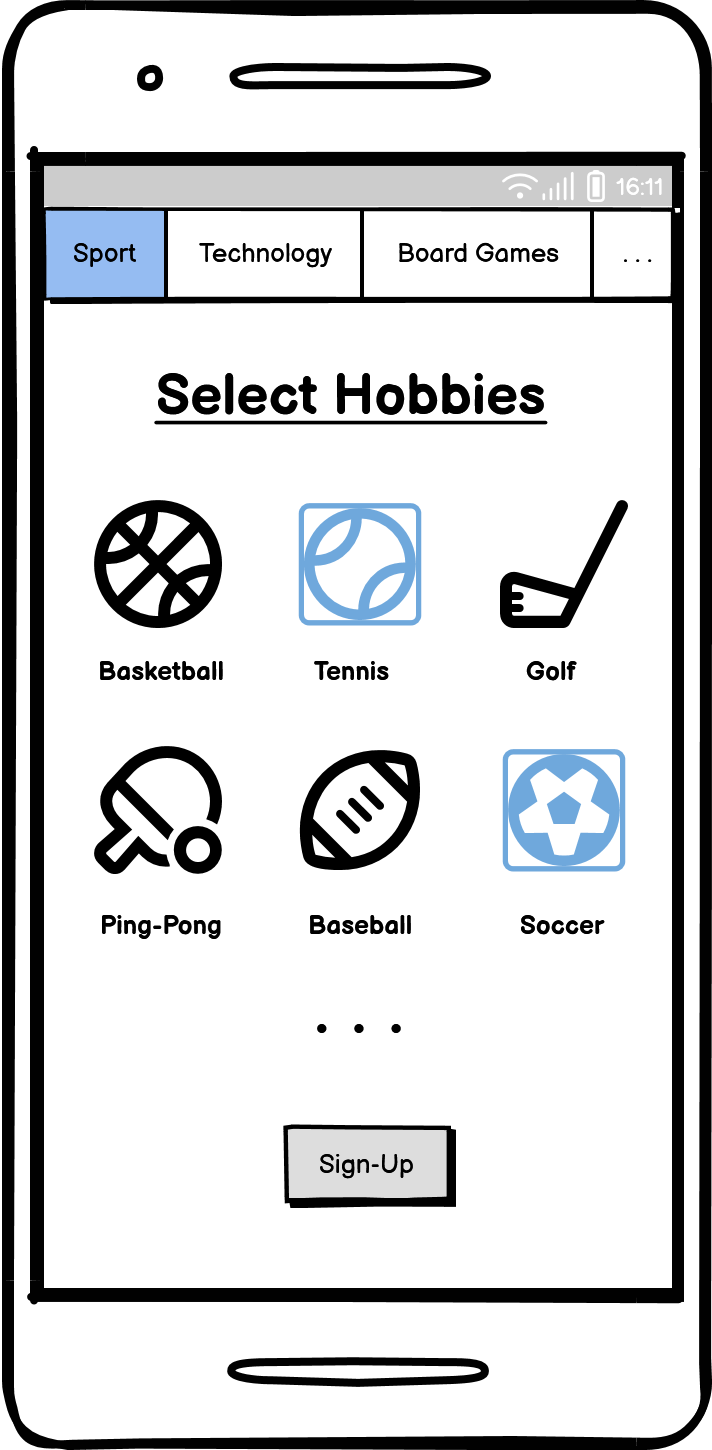 16:11
Sport Technology Board Games ...
Select Hobbies
Basketball Tennis Golf
Ping-Pong Baseball Soccer
...
Sign-Up